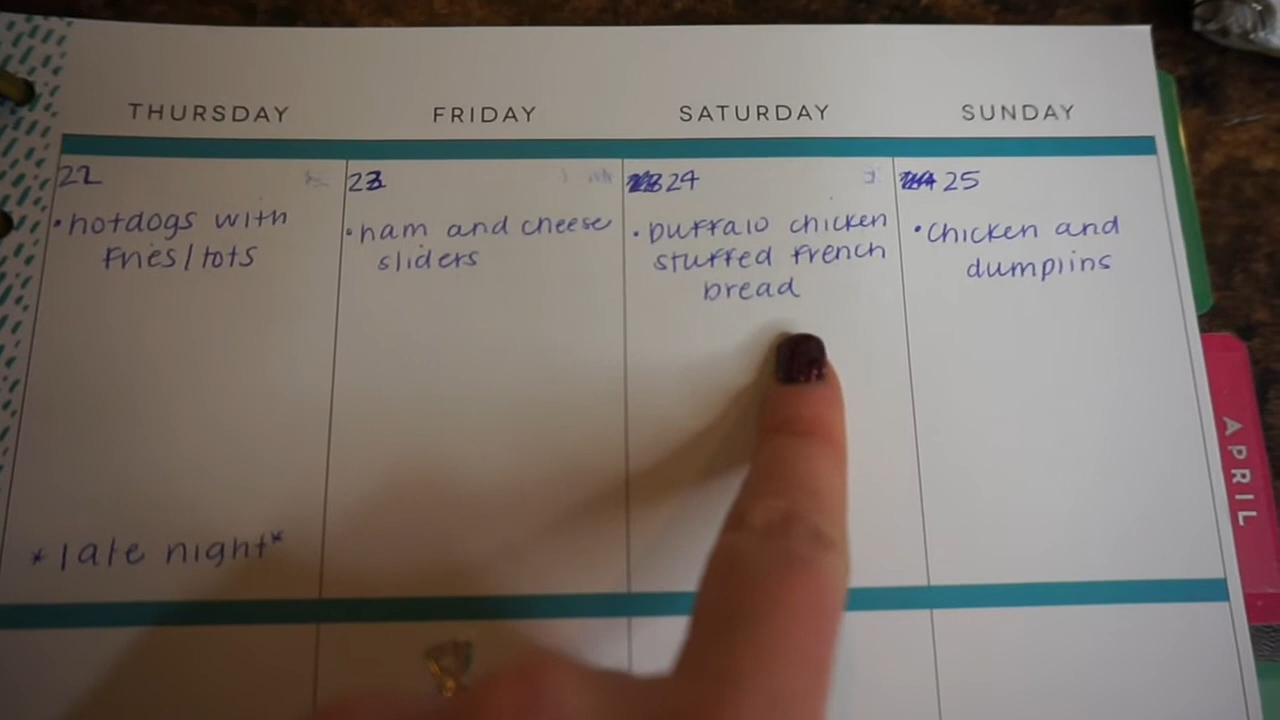 THURSDAY FRIDAY SATURDAY SUNDAY
22
•hotdogs with
fries/tots
*late night*
23
•ham and cheese
sliders
24
•buffalo chicken
stuffed french
bread
25
•chicken and
dumplins
APRIL